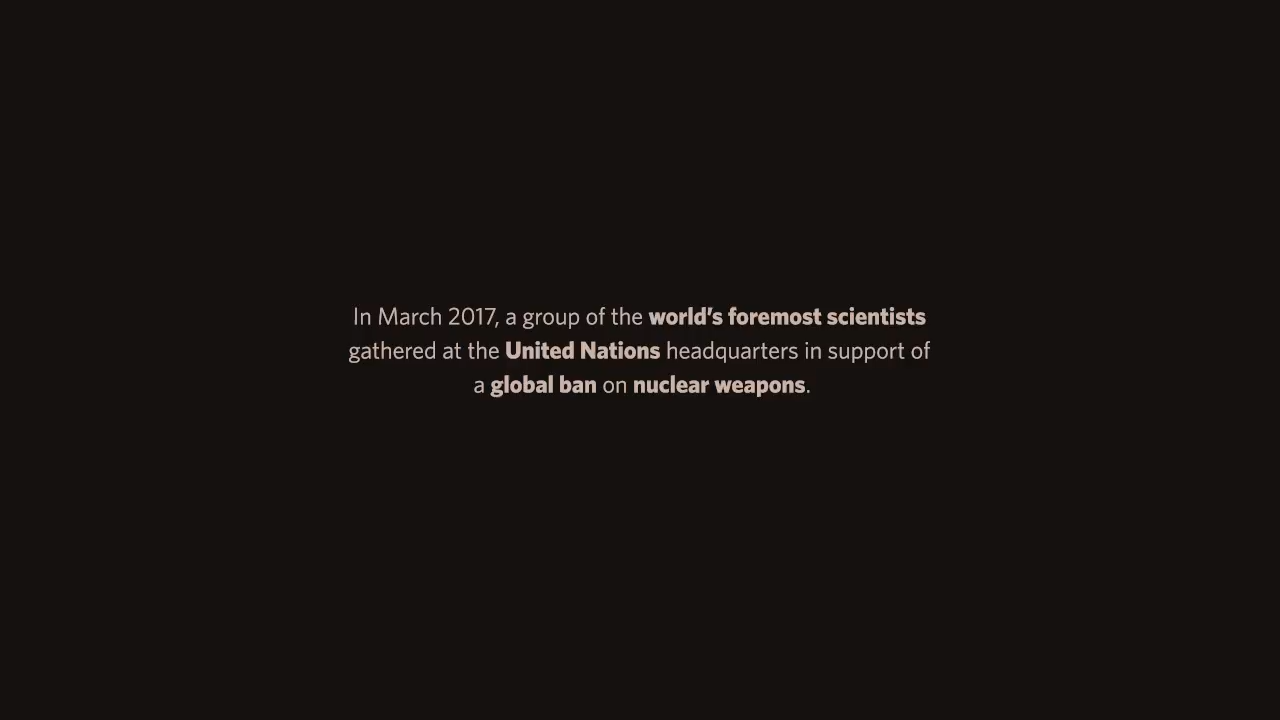 In March 2017, a group of the world's foremost scientists
gathered at the United Nations headquarters in support of
a global ban on nuclear weapons.